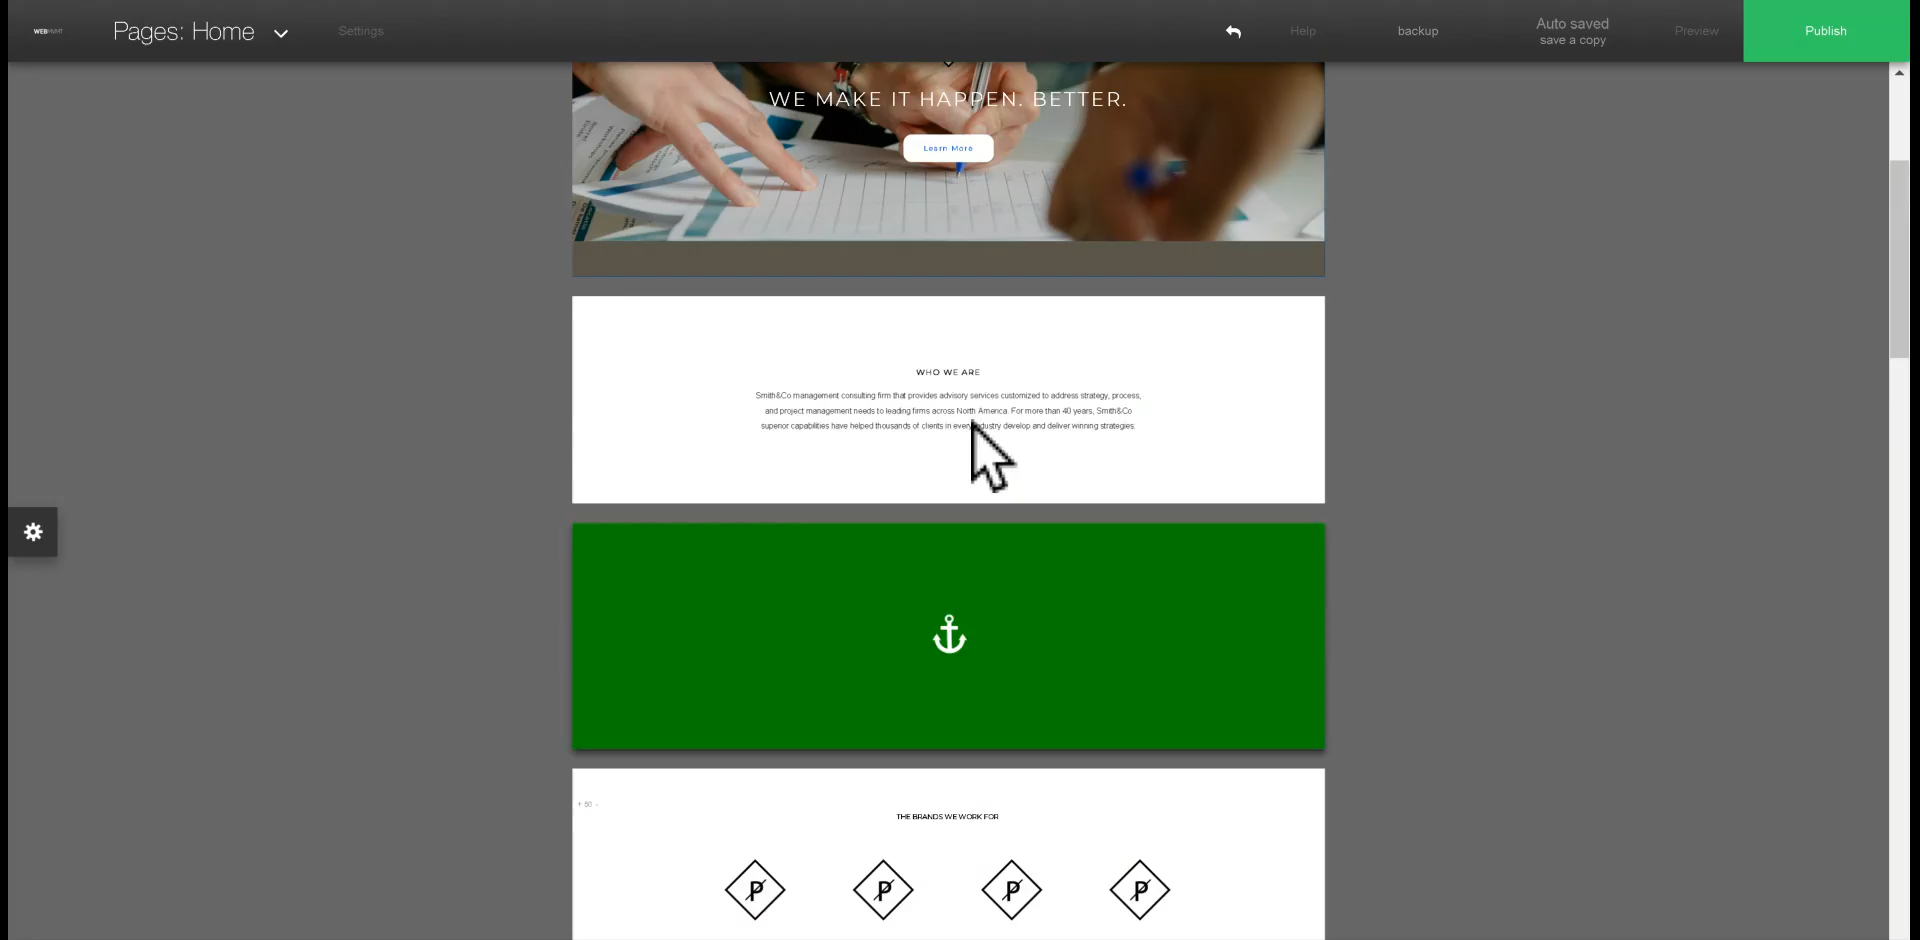 WEBMVMT
Pages: Home
Settings
Help
backup
Auto saved
save a copy
Preview
Publish
WE MAKE IT HAPPEN. BETTER.
Learn More
WHO WE ARE
Smith&Co management consulting firm that provides advisory services customized to address strategy, process,
and project management needs to leading firms across North America. For more than 40 years, Smith&Co
superior capabilities have helped thousands of clients in every industry develop and deliver winning strategies.
+ 50 -
THE BRANDS WE WORK FOR
P P P P